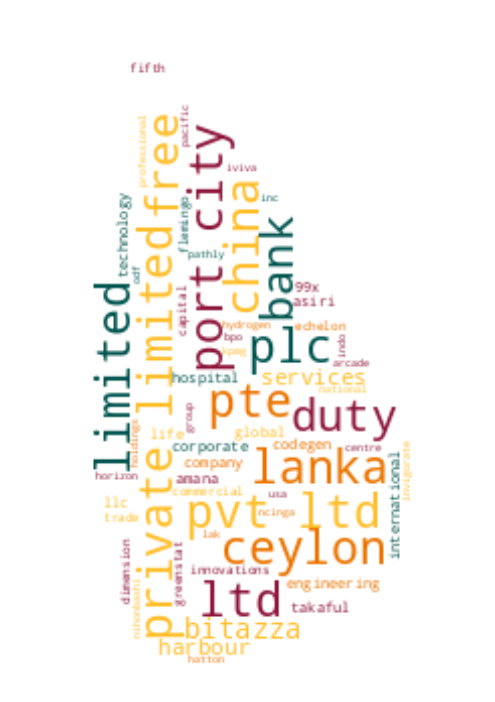 fifth
pacific
professional
free
port city
iviva
china
inc
technology
flemingo
bank
pathly
odf
99x
asiri
limited
private limited
capital
hydrogen
echelon
bpo
kpmg
plc
indo
arcade
hospital
services
national
pte
duty
group
holdings
life
global
corporate
codegen
centre
company
lanka
horizon
amana
invigorate
international
commercial
usa
llc
trade
pvt ltd
ncinga
lak
ceylon
dimension
greenstat
innovations
engineering
nihonbashi
ltd
takaful
bitazza
harbour
hatton